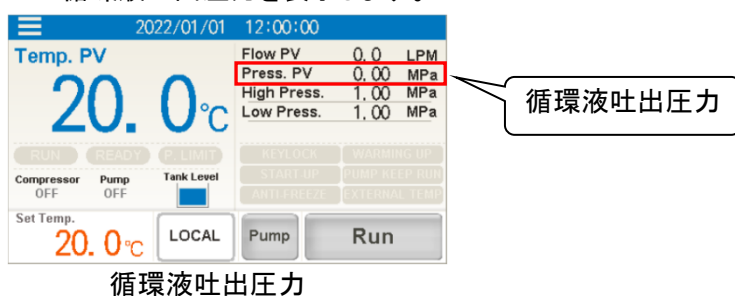 2022/01/01 12:00:00
Temp. PV
20.0℃
Flow PV 0.0 LPM
Press. PV 0.00 MPa
High Press. 1.00 MPa
Low Press. 1.00 MPa
循環液吐出圧力
RUN READY P. LIMIT
KEYLOCK WARMING UP
START-UP PUMP KEEP RUN
ANTI-FREEZE EXTERNAL TEMP
Compressor Pump Tank Level
OFF OFF
Set Temp.
20.0℃
LOCAL
Pump
Run
循環液吐出圧力